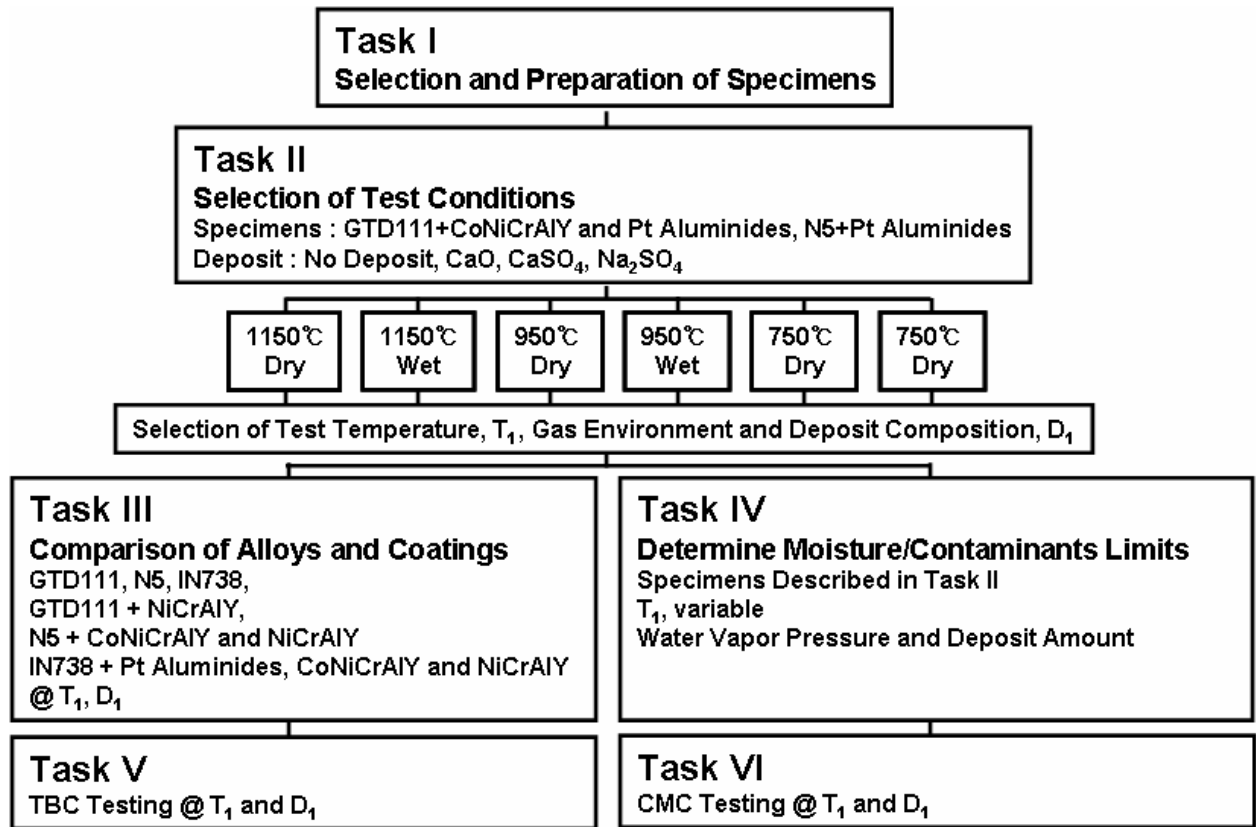 Task I
Selection and Preparation of Specimens
Task II
Selection of Test Conditions
Specimens : GTD111+CoNiCrAlY and Pt Aluminides, N5+Pt Aluminides
Deposit : No Deposit, CaO, CaSO₄, Na₂SO₄
1150℃
Dry
1150℃
Wet
950℃
Dry
950℃
Wet
750℃
Dry
750℃
Dry
Selection of Test Temperature, T₁, Gas Environment and Deposit Composition, D₁
Task III
Comparison of Alloys and Coatings
GTD111, N5, IN738,
GTD111 + NiCrAlY,
N5 + CoNiCrAlY and NiCrAlY
IN738 + Pt Aluminides, CoNiCrAlY and NiCrAlY
@ T₁, D₁
Task IV
Determine Moisture/Contaminants Limits
Specimens Described in Task II
T₁, variable
Water Vapor Pressure and Deposit Amount
Task V
TBC Testing @ T₁ and D₁
Task VI
CMC Testing @ T₁ and D₁